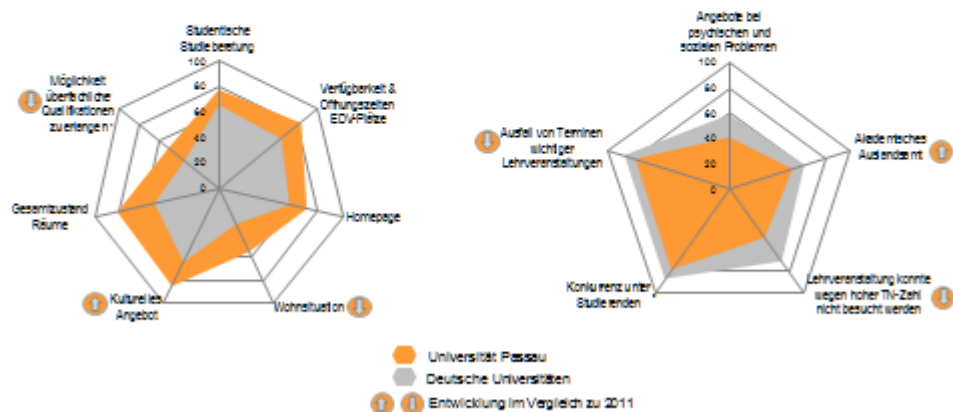 Studentische
Studieberatung
100
80
60
40
20
0
Möglichkeit
überfachliche
Qualifikationen
zu erlangen
Verfügbarkeit &
Öffnungszeiten
EDV-Plätze
Gesamtzustand
Räume
Homepage
Kulturelles
Angebot
Wohnsituation
Angebote bei
psychischen und
sozialen Problemen
100
80
60
40
20
0
Ausfall von Terminen
wichtiger
Lehrveranstaltungen
Akademisches
Auslandsamt
Konkurrenz unter
Studierenden
Lehrveranstaltung konnte
wegen hoher TN-Zahl
nicht besucht werden
Universität Passau
Deutsche Universitäten
Entwicklung im Vergleich zu 2011